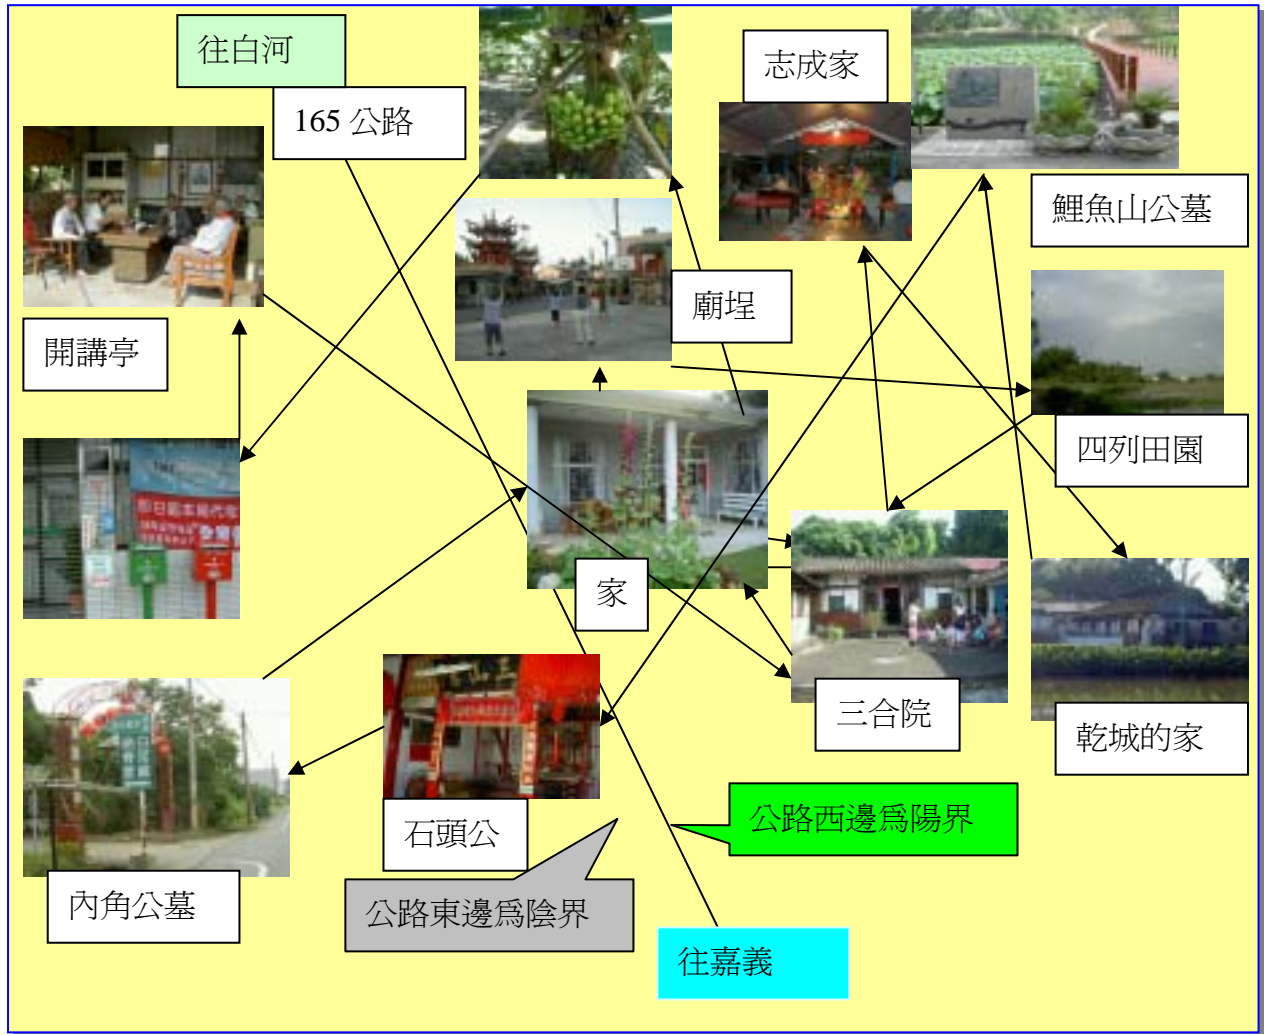 往白河
165 公路
志成家
鯉魚山公墓
開講亭
廟埕
四列田園
家
三合院
乾城的家
石頭公
內角公墓
公路西邊爲陽界
公路東邊爲陰界
往嘉義